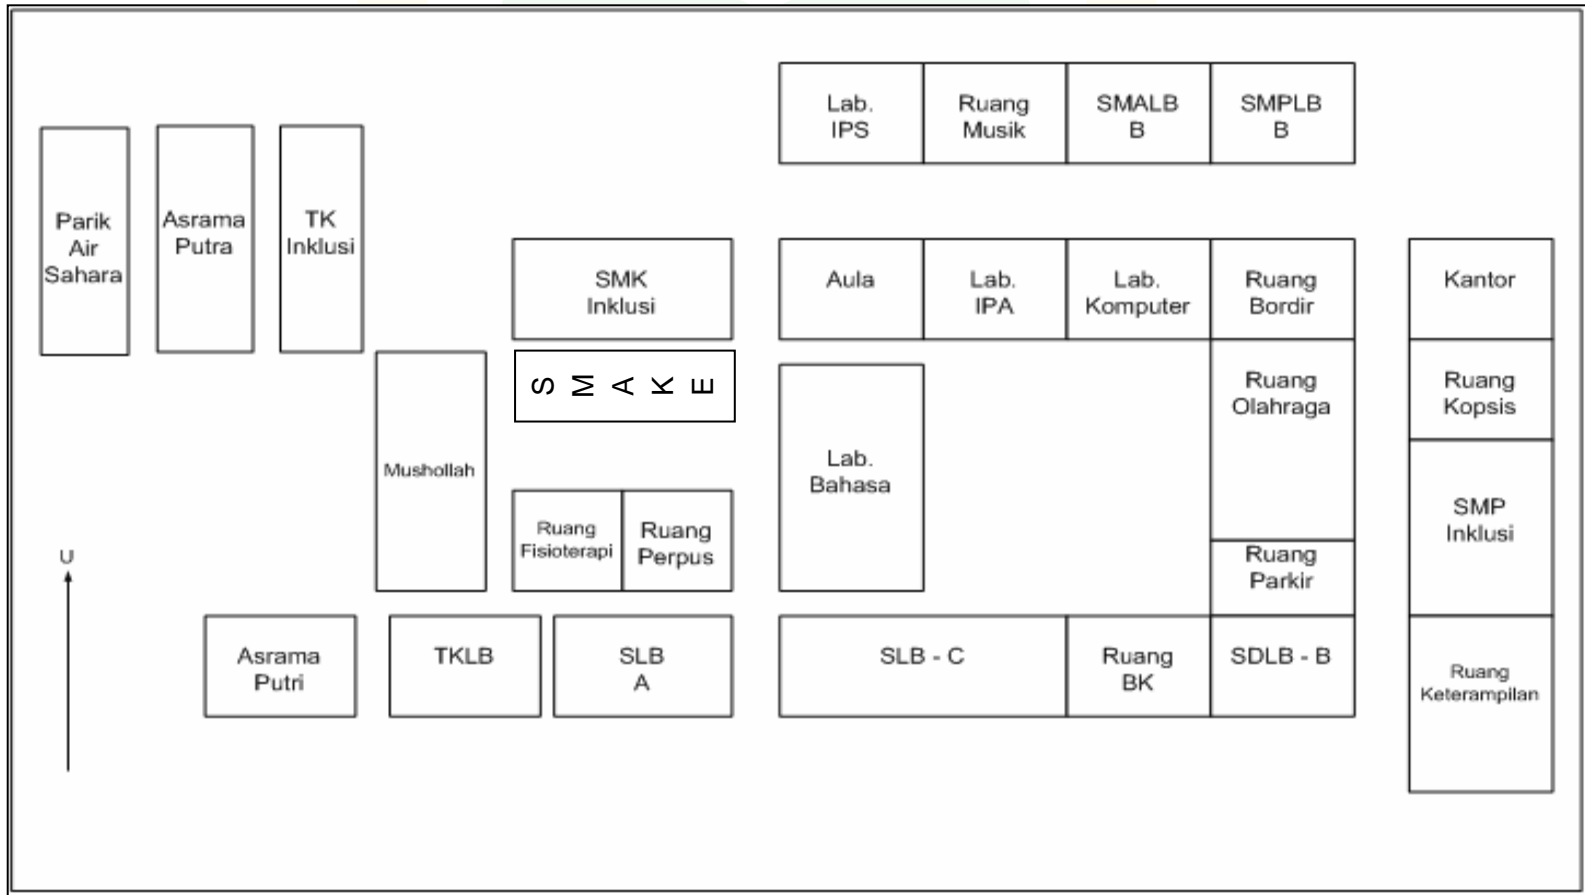 Lab.
IPS
Ruang
Musik
SMALB
B
SMPLB
B
Parik
Air
Sahara
Asrama
Putra
TK
Inklusi
SMK
Inklusi
Aula
Lab.
IPA
Lab.
Komputer
Ruang
Bordir
Kantor
S M A K E
Ruang
Olahraga
Ruang
Kopsis
Mushollah
Lab.
Bahasa
Ruang
Fisioterapi
Ruang
Perpus
SMP
Inklusi
U
Ruang
Parkir
Asrama
Putri
TKLB
SLB
A
SLB - C
Ruang
BK
SDLB - B
Ruang
Keterampilan